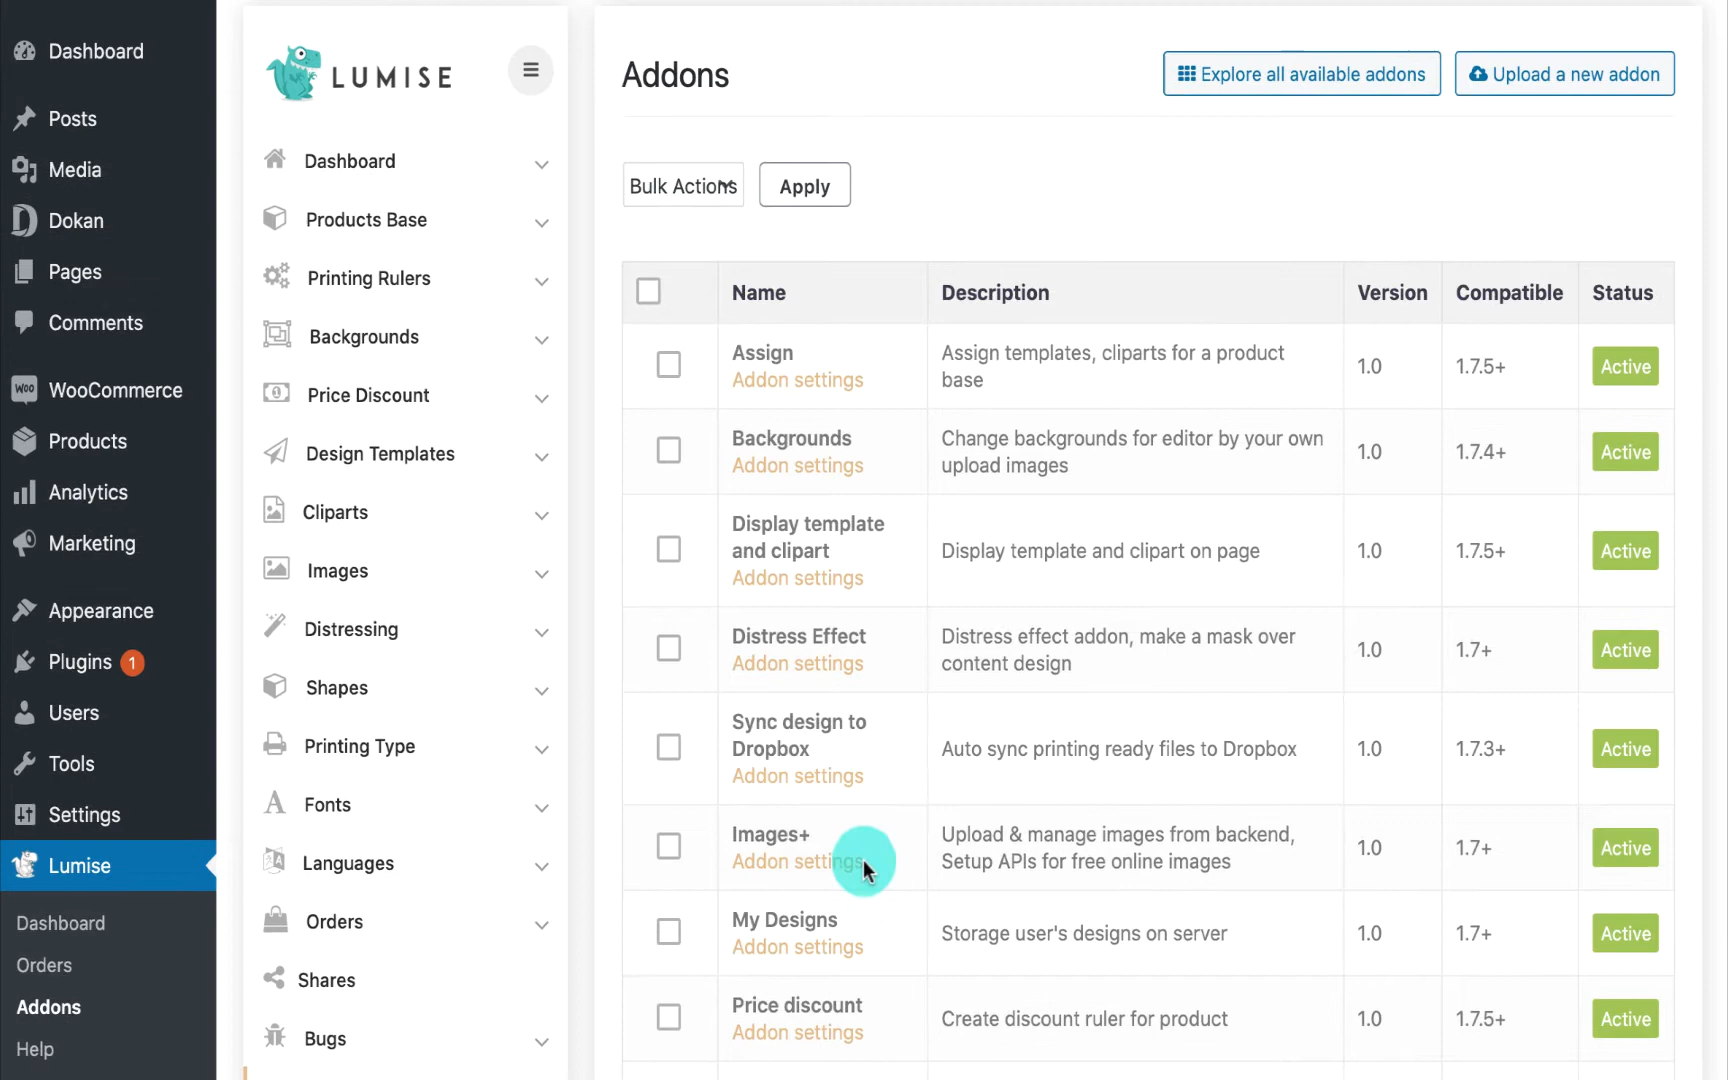 Dashboard
Posts
Media
Dokan
Pages
Comments
WooCommerce
Products
Analytics
Marketing
Appearance
Plugins 1
Users
Tools
Settings
Lumise
Dashboard
Orders
Addons
Help
LUMISE
Dashboard
Products Base
Printing Rulers
Backgrounds
Price Discount
Design Templates
Cliparts
Images
Distressing
Shapes
Printing Type
Fonts
Languages
Orders
Shares
Bugs
Addons
Explore all available addons
Upload a new addon
Bulk Actions
Apply
Name Description Version Compatible Status
Assign
Addon settings
Assign templates, cliparts for a product
base
1.0 1.7.5+ Active
Backgrounds
Addon settings
Change backgrounds for editor by your own
upload images
1.0 1.7.4+ Active
Display template
and clipart
Addon settings
Display template and clipart on page
1.0 1.7.5+ Active
Distress Effect
Addon settings
Distress effect addon, make a mask over
content design
1.0 1.7+ Active
Sync design to
Dropbox
Addon settings
Auto sync printing ready files to Dropbox
1.0 1.7.3+ Active
Images+
Addon settings
Upload & manage images from backend,
Setup APIs for free online images
1.0 1.7+ Active
My Designs
Addon settings
Storage user's designs on server
1.0 1.7+ Active
Price discount
Addon settings
Create discount ruler for product
1.0 1.7.5+ Active